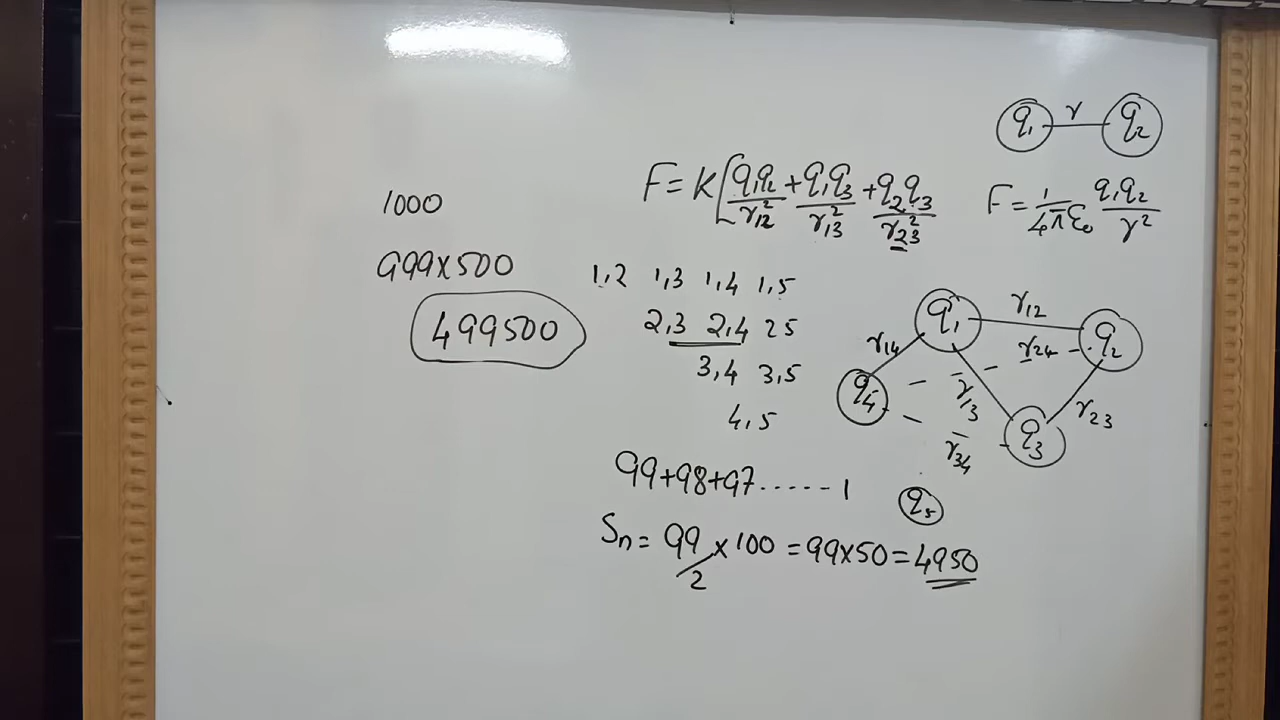 1000
999x500
499500
F = K[q1q2/r12² + q1q3/r13² + q2q3/r23²
1,2 1,3 1,4 1,5
2,3 2,4 25
3,4 3,5
4,5
99+98+97......1
Sn = 99/2 x 100 = 99x50 = 4950
q1 r q2
F = 1/4πε0 q1q2/r²
q1 r12 q2
r14 r24
q4 r13 r23
q3
r34
q5